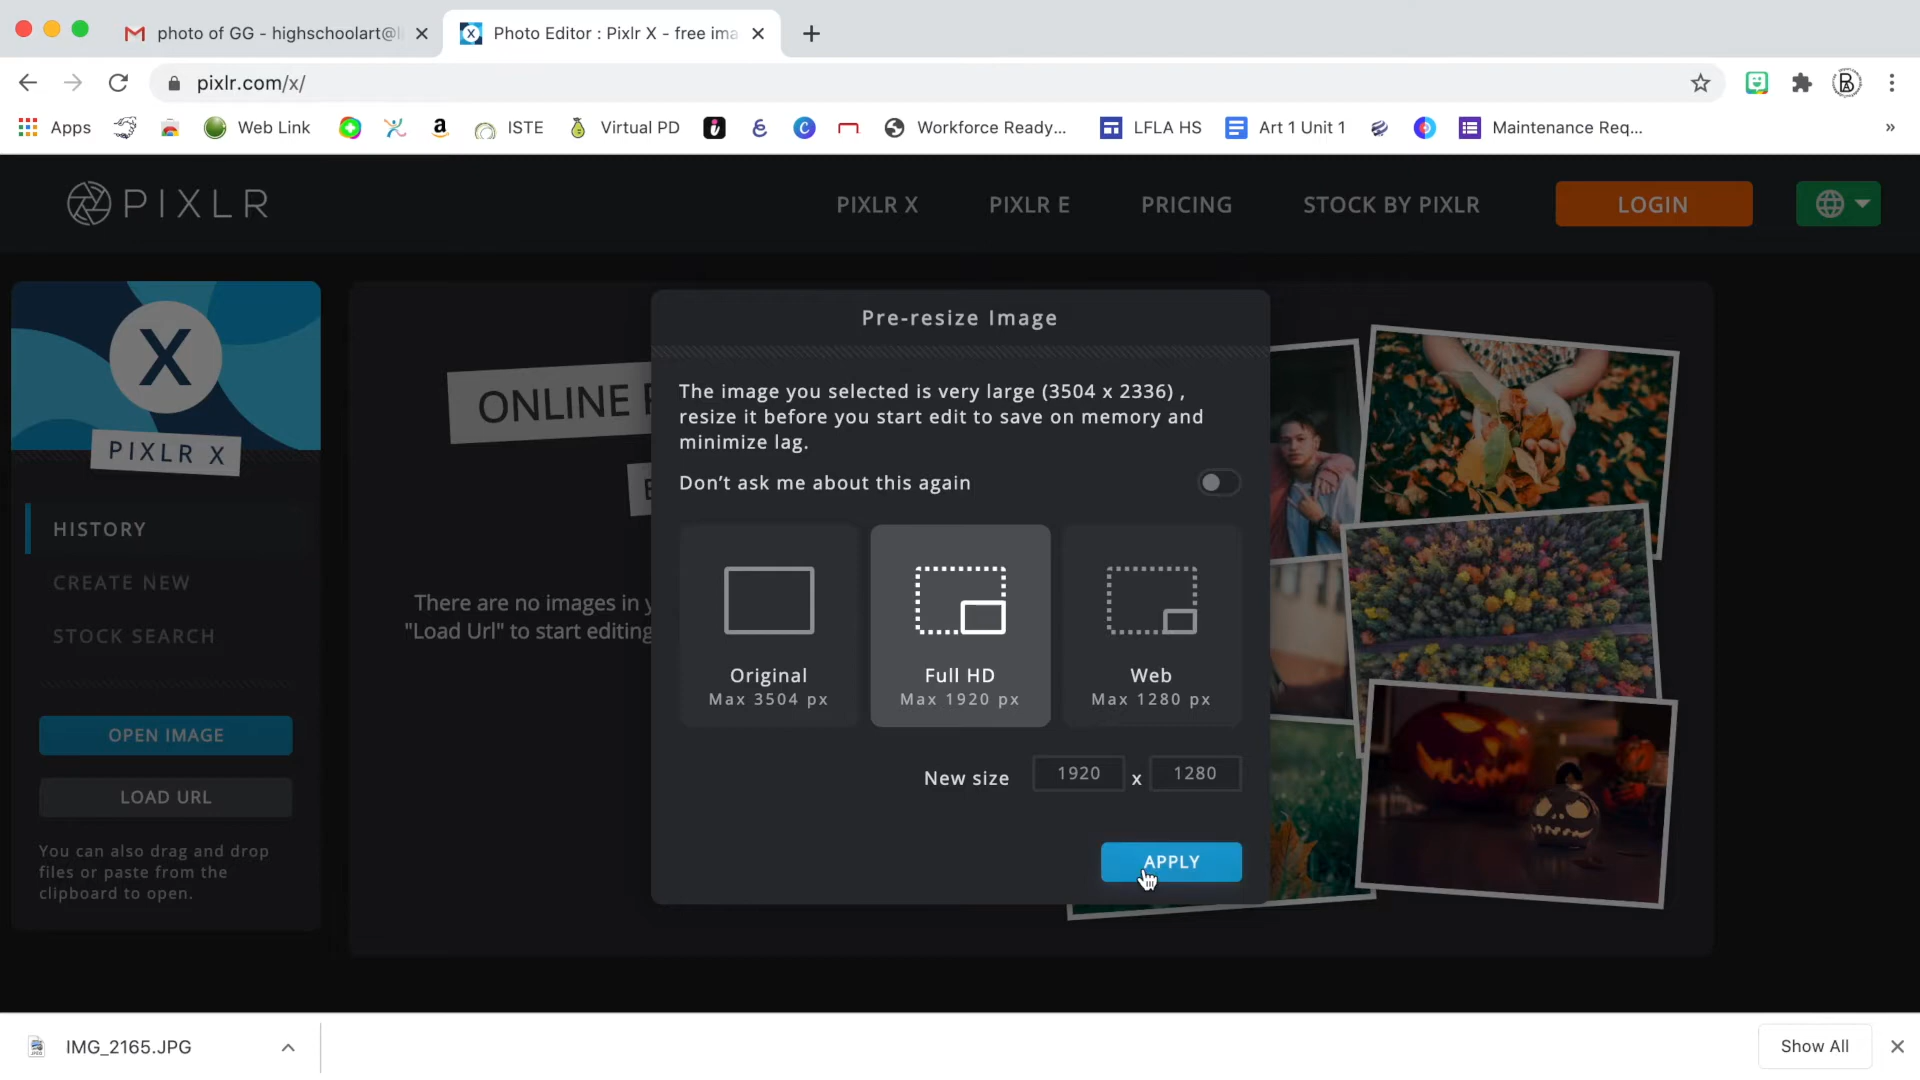 photo of GG - highschoolart@l
Photo Editor : Pixlr X - free ima
pixlr.com/x/
Apps
Web Link
ISTE
Virtual PD
Workforce Ready...
LFLA HS
Art 1 Unit 1
Maintenance Req...
»
PIXLR
PIXLR X
PIXLR E
PRICING
STOCK BY PIXLR
LOGIN
X
PIXLR X
HISTORY
CREATE NEW
STOCK SEARCH
OPEN IMAGE
LOAD URL
You can also drag and drop
files or paste from the
clipboard to open.
ONLINE
There are no images in y
"Load Url" to start editing
Pre-resize Image
The image you selected is very large (3504 x 2336) ,
resize it before you start edit to save on memory and
minimize lag.
Don't ask me about this again
Original
Max 3504 px
Full HD
Max 1920 px
Web
Max 1280 px
New size 1920 x 1280
APPLY
IMG_2165.JPG
Show All